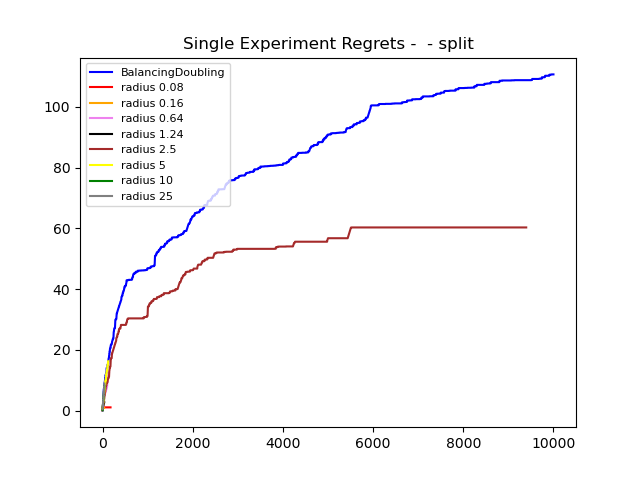 Single Experiment Regrets -  - split
BalancingDoubling
radius 0.08
radius 0.16
radius 0.64
radius 1.24
radius 2.5
radius 5
radius 10
radius 25
100
80
60
40
20
0
0 2000 4000 6000 8000 10000